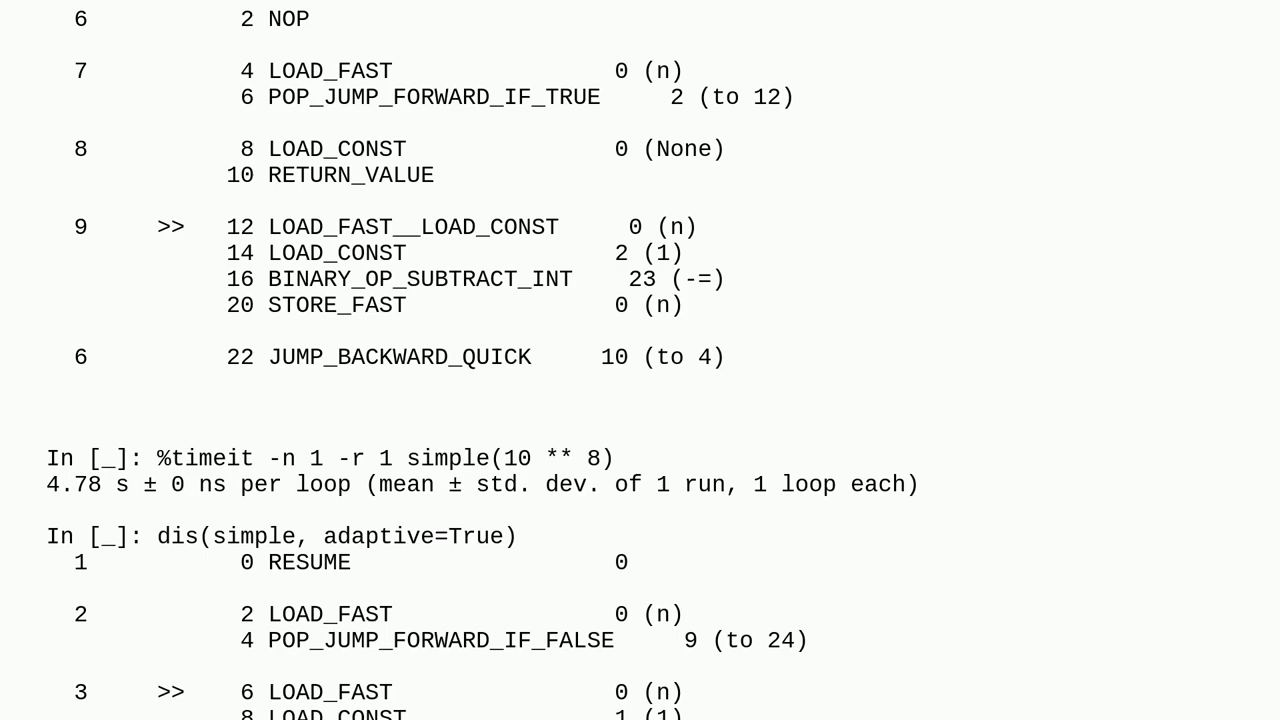 6 2 NOP
7 4 LOAD_FAST 0 (n)
6 POP_JUMP_FORWARD_IF_TRUE 2 (to 12)
8 8 LOAD_CONST 0 (None)
10 RETURN_VALUE
9 >> 12 LOAD_FAST__LOAD_CONST 0 (n)
14 LOAD_CONST 2 (1)
16 BINARY_OP_SUBTRACT_INT 23 (-=)
20 STORE_FAST 0 (n)
6 22 JUMP_BACKWARD_QUICK 10 (to 4)
In [_]: %timeit -n 1 -r 1 simple(10 ** 8)
4.78 s ± 0 ns per loop (mean ± std. dev. of 1 run, 1 loop each)
In [_]: dis(simple, adaptive=True)
1 0 RESUME 0
2 2 LOAD_FAST 0 (n)
4 POP_JUMP_FORWARD_IF_FALSE 9 (to 24)
3 >> 6 LOAD_FAST 0 (n)
8 LOAD_CONST 1 (1)